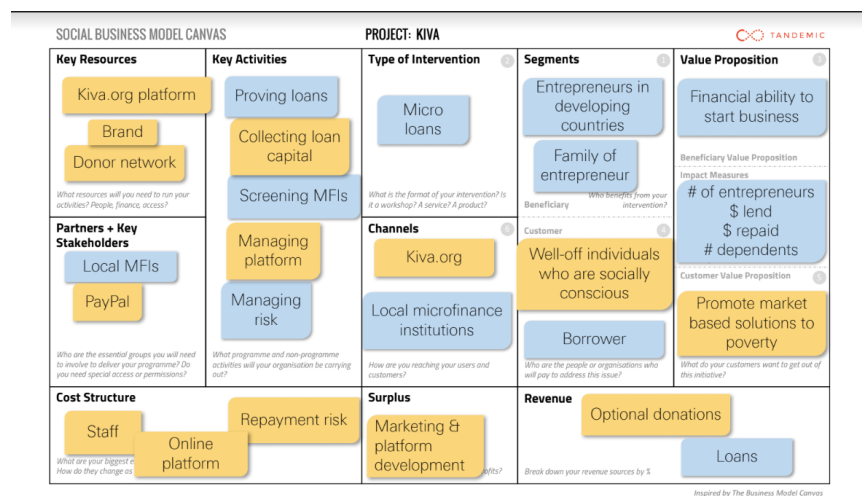 SOCIAL BUSINESS MODEL CANVAS
PROJECT: KIVA
TANDEMIC
Key Resources
Kiva.org platform
Brand
Donor network
What resources will you need to run your
activities? People, finance, access?
Partners + Key
Stakeholders
Local MFIs
PayPal
Who are the essential groups you will need
to involve to deliver your programme? Do
you need special access or permissions?
Key Activities
Proving loans
Collecting loan
capital
Screening MFIs
Managing
platform
Managing
risk
What programme and non-programme
activities will your organisation be carrying
out?
Type of Intervention
2
Micro
loans
What is the format of your intervention? Is
it a workshop? A service? A product?
Channels
Kiva.org
Local microfinance
institutions
How are you reaching your users and
customers?
Segments
1
Entrepreneurs in
developing
countries
Family of
entrepreneur
Beneficiary
Who benefits from your
intervention?
Customer
Well-off individuals
who are socially
conscious
Borrower
Who are the people or organisations who
will pay to address this issue?
Value Proposition
Financial ability to
start business
Beneficiary Value Proposition
Impact Measures
# of entrepreneurs
$ lend
$ repaid
# dependents
Customer Value Proposition
Promote market
based solutions to
poverty
What do your customers want to get out of
this initiative?
Cost Structure
Staff
Online
platform
Repayment risk
What are your biggest
How do they change as
Surplus
Marketing &
platform
development
Revenue
Optional donations
Loans
Break down your revenue sources by %
Inspired by The Business Model Canvas